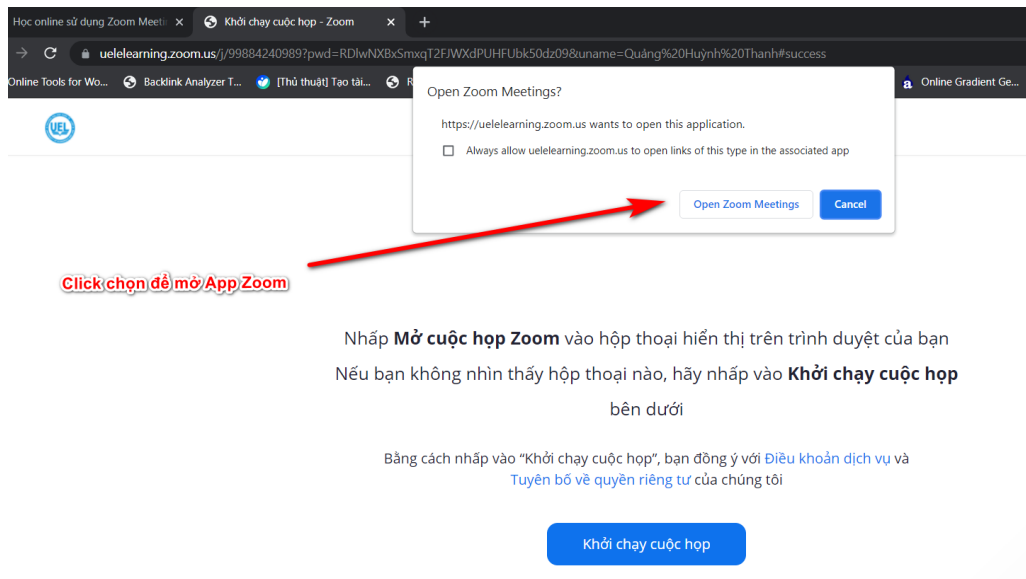 Học online sử dụng Zoom Meeti
Khởi chạy cuộc họp - Zoom
uelelearning.zoom.us/j/99884240989?pwd=RDlwNXBxSmxqT2FJWXdPUHFUbk50dz09&uname=Quảng%20Huỳnh%20Thanh#success
Online Tools for Wo...
Backlink Analyzer T...
[Thủ thuật] Tạo tài...
R
Online Gradient Ge...
UEL
Open Zoom Meetings?
https://uelelearning.zoom.us wants to open this application.
Always allow uelelearning.zoom.us to open links of this type in the associated app
Open Zoom Meetings
Cancel
Click chọn để mở App Zoom
Nhấp Mở cuộc họp Zoom vào hộp thoại hiển thị trên trình duyệt của bạn
Nếu bạn không nhìn thấy hộp thoại nào, hãy nhấp vào Khởi chạy cuộc họp
bên dưới
Bằng cách nhấp vào “Khởi chạy cuộc họp”, bạn đồng ý với Điều khoản dịch vụ và
Tuyên bố về quyền riêng tư của chúng tôi
Khởi chạy cuộc họp